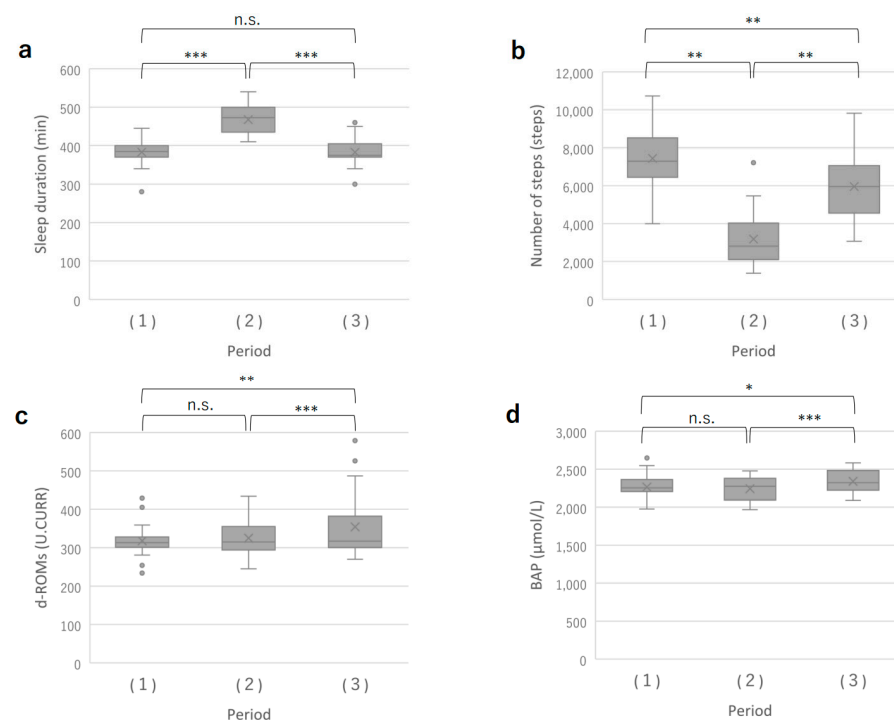 a
n.s.
***
***
600
500
400
300
200
100
0
Sleep duration (min)
( 1 )
( 2 )
( 3 )
Period
b
**
**
**
12,000
10,000
8,000
6,000
4,000
2,000
0
Number of steps (steps)
( 1 )
( 2 )
( 3 )
Period
c
**
n.s.
***
600
500
400
300
200
100
0
d-ROMs (U.CURR)
( 1 )
( 2 )
( 3 )
Period
d
*
n.s.
***
3,000
2,500
2,000
1,500
1,000
500
0
BAP (μmol/L)
( 1 )
( 2 )
( 3 )
Period